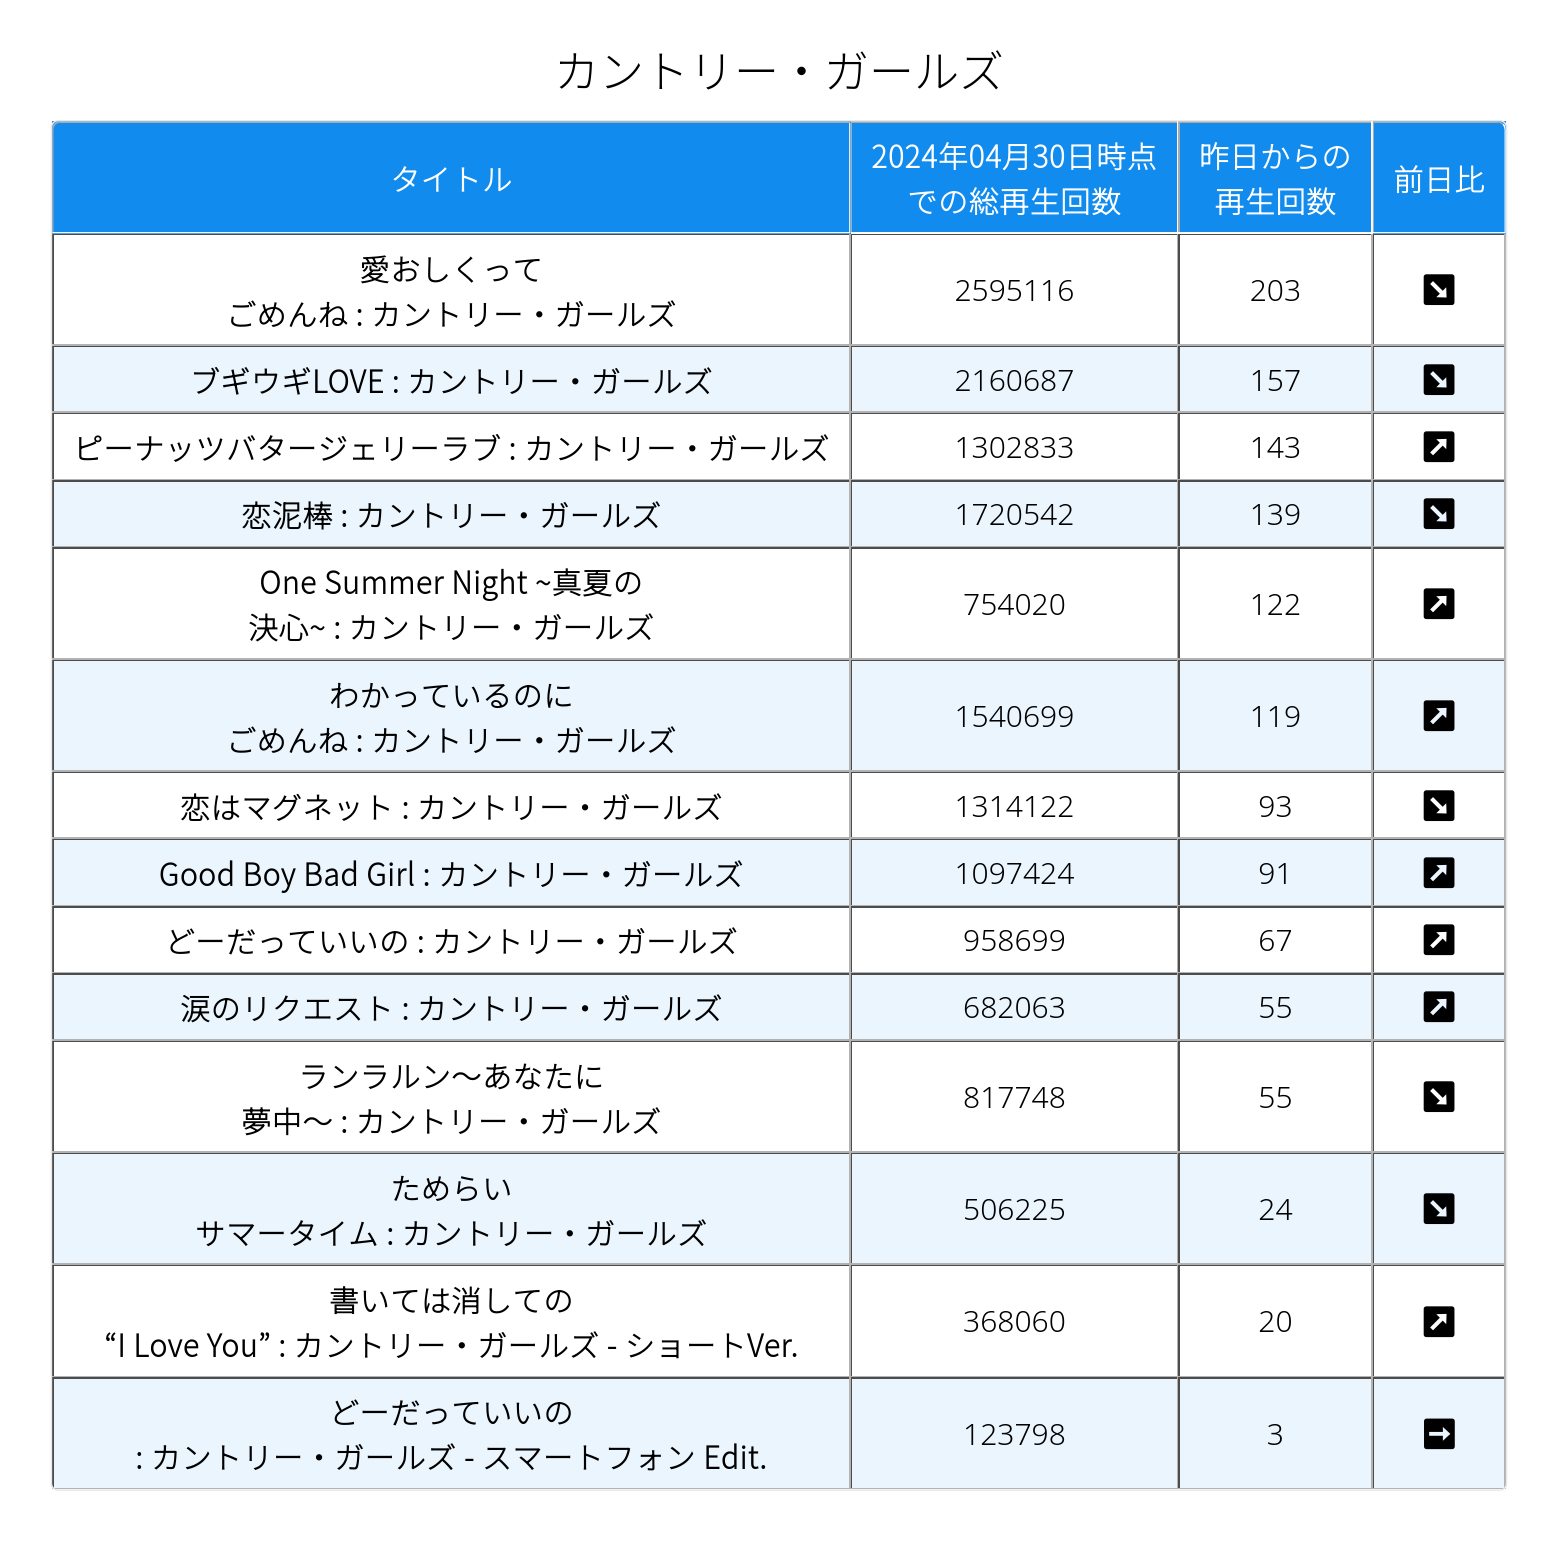 カントリー・ガールズ
タイトル
2024年04月30日時点
での総再生回数
昨日からの
再生回数
前日比
愛おしくって
ごめんね : カントリー・ガールズ
2595116
203
ブギウギLOVE : カントリー・ガールズ
2160687
157
ピーナッツバタージェリーラブ : カントリー・ガールズ
1302833
143
恋泥棒 : カントリー・ガールズ
1720542
139
One Summer Night ~真夏の
決心~ : カントリー・ガールズ
754020
122
わかっているのに
ごめんね : カントリー・ガールズ
1540699
119
恋はマグネット : カントリー・ガールズ
1314122
93
Good Boy Bad Girl : カントリー・ガールズ
1097424
91
どーだっていいの : カントリー・ガールズ
958699
67
涙のリクエスト : カントリー・ガールズ
682063
55
ランラルン～あなたに
夢中～ : カントリー・ガールズ
817748
55
ためらい
サマータイム : カントリー・ガールズ
506225
24
書いては消しての
“I Love You” : カントリー・ガールズ - ショートVer.
368060
20
どーだっていいの
: カントリー・ガールズ - スマートフォン Edit.
123798
3